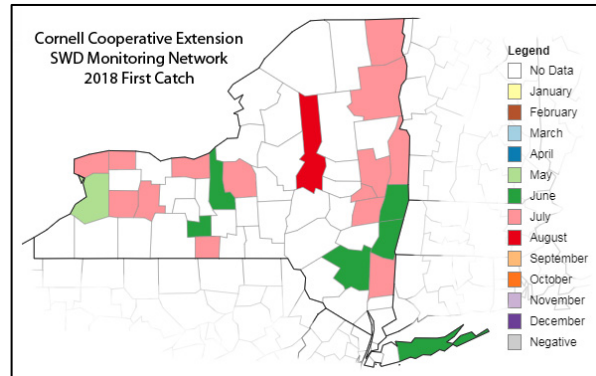 Cornell Cooperative Extension
SWD Monitoring Network
2018 First Catch
Legend
No Data
January
February
March
April
May
June
July
August
September
October
November
December
Negative